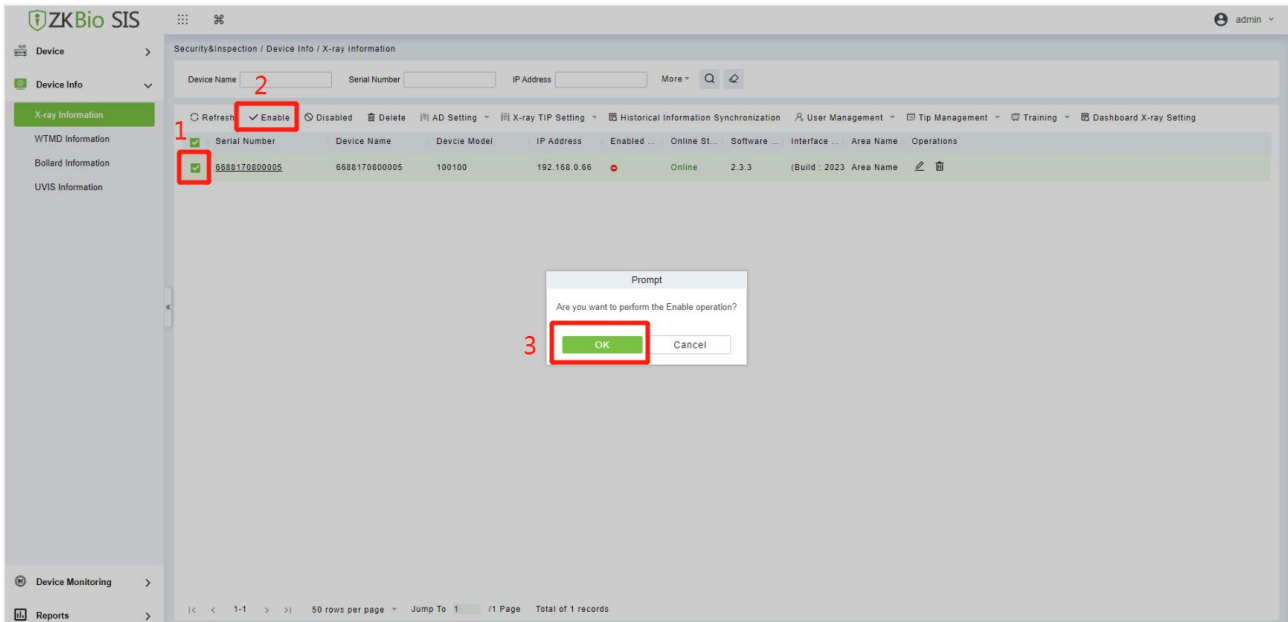 ZKBio SIS
admin
Device
Device Info
X-ray Information
WTMD Information
Bollard Information
UVIS Information
Device Monitoring
Reports
Security&Inspection / Device Info / X-ray Information
Device Name Serial Number IP Address More
2
Refresh Enable Disabled Delete AD Setting X-ray TIP Setting Historical Information Synchronization User Management Tip Management Training Dashboard X-ray Setting
1
Serial Number Device Name Devcie Model IP Address Enabled ... Online St... Software ... Interface ... Area Name Operations
6688170800005 6688170800005 100100 192.168.0.66 Online 2.3.3 (Build : 2023 Area Name
Prompt
Are you want to perform the Enable operation?
3 OK Cancel
1-1 50 rows per page Jump To 1 /1 Page Total of 1 records